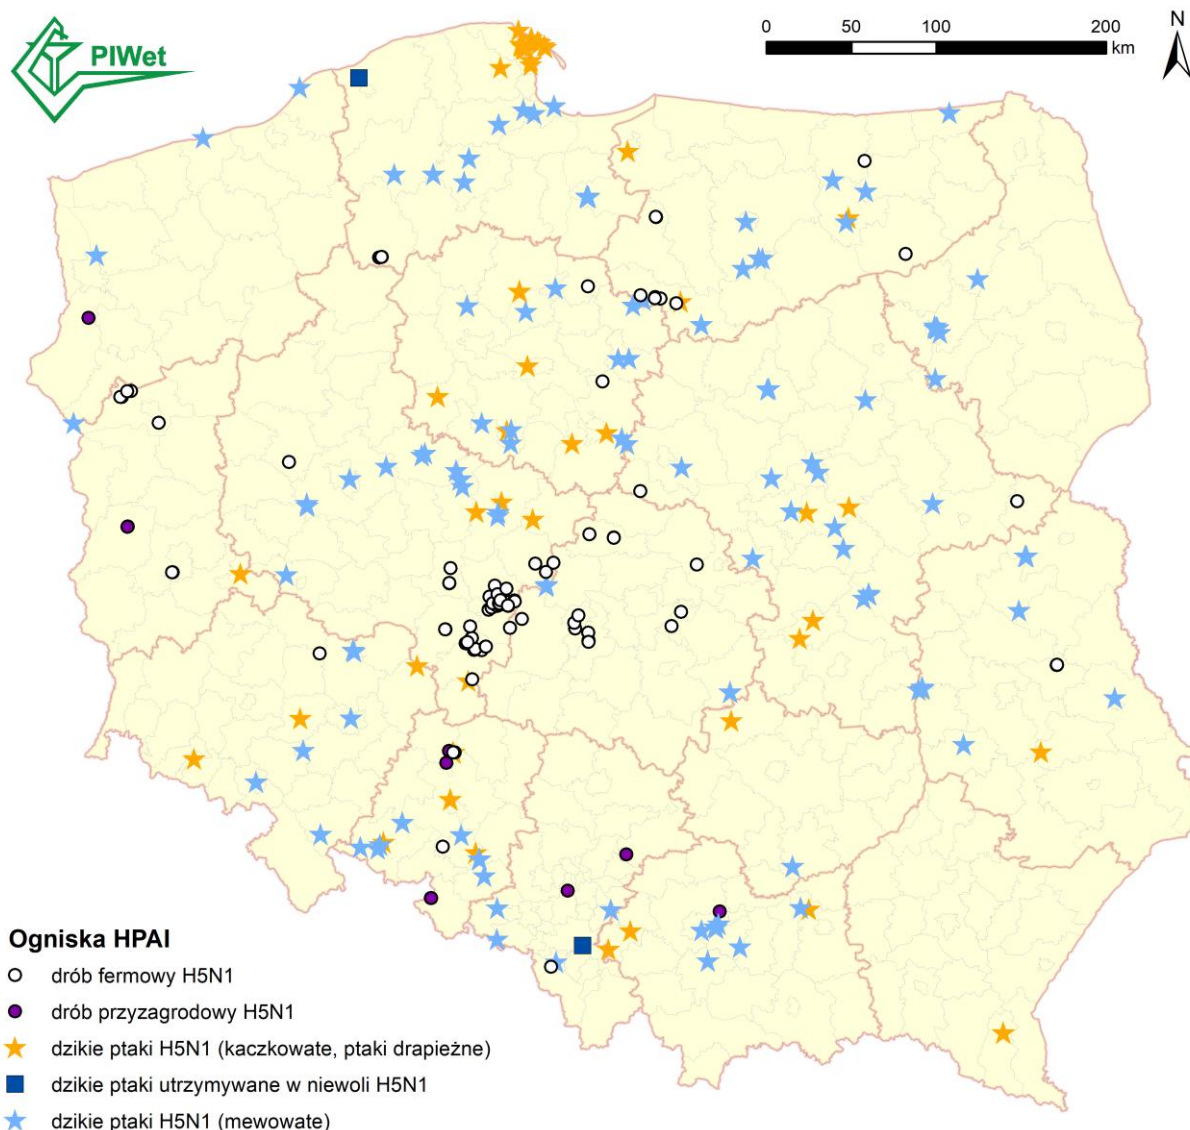 PIWet
0 50 100 200
km
N
Ogniska HPAI
drób fermowy H5N1
drób przyzagrodowy H5N1
dzikie ptaki H5N1 (kaczkowate, ptaki drapieżne)
dzikie ptaki utrzymywane w niewoli H5N1
dzikie ptaki H5N1 (mewowate)